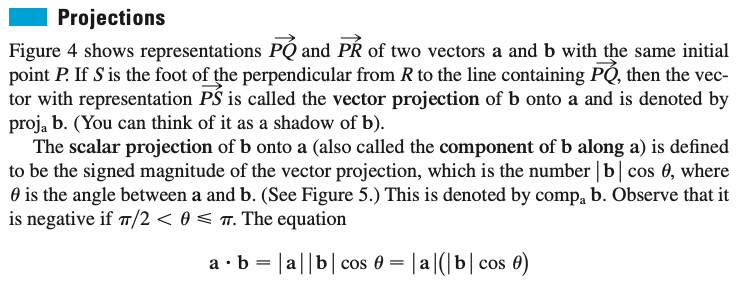 Projections
Figure 4 shows representations PQ⃗ and PR⃗ of two vectors a and b with the same initial
point P. If S is the foot of the perpendicular from R to the line containing PQ⃗, then the vec-
tor with representation PS⃗ is called the vector projection of b onto a and is denoted by
projₐ b. (You can think of it as a shadow of b).
The scalar projection of b onto a (also called the component of b along a) is defined
to be the signed magnitude of the vector projection, which is the number |b| cos θ, where
θ is the angle between a and b. (See Figure 5.) This is denoted by compₐ b. Observe that it
is negative if π/2 < θ ≤ π. The equation
a · b = |a||b| cos θ = |a|(|b| cos θ)